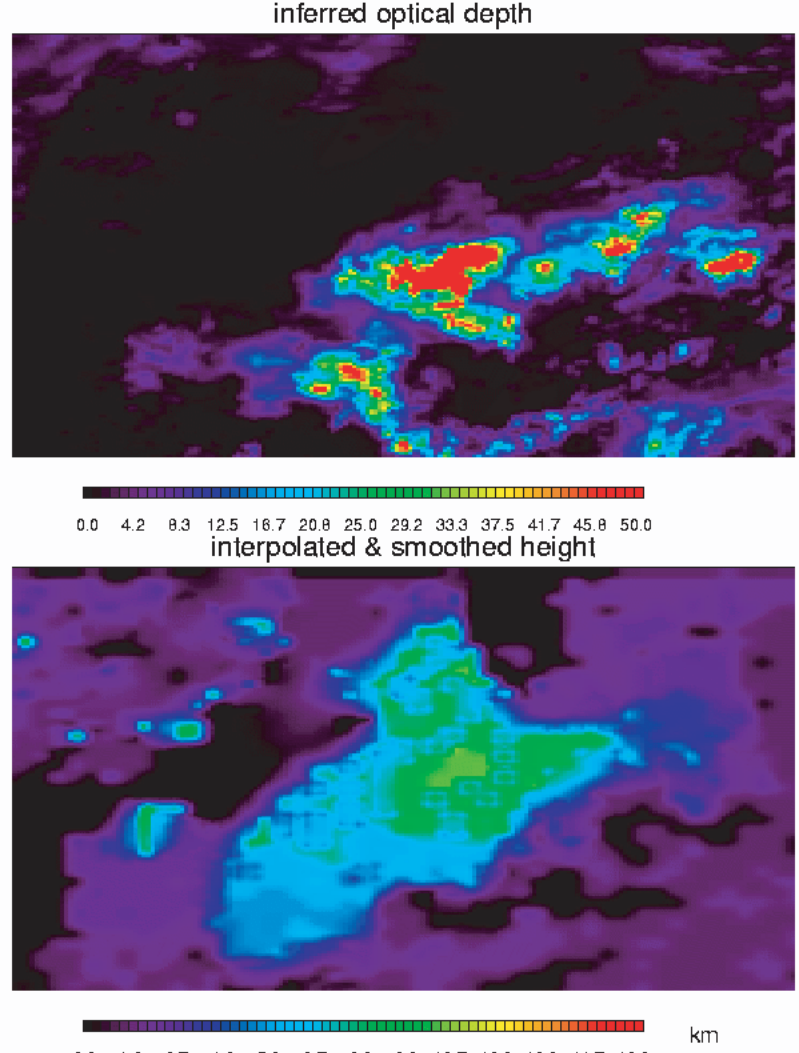 inferred optical depth
0.0 4.2 8.3 12.5 16.7 20.8 25.0 29.2 33.3 37.5 41.7 45.8 50.0
interpolated & smoothed height
km